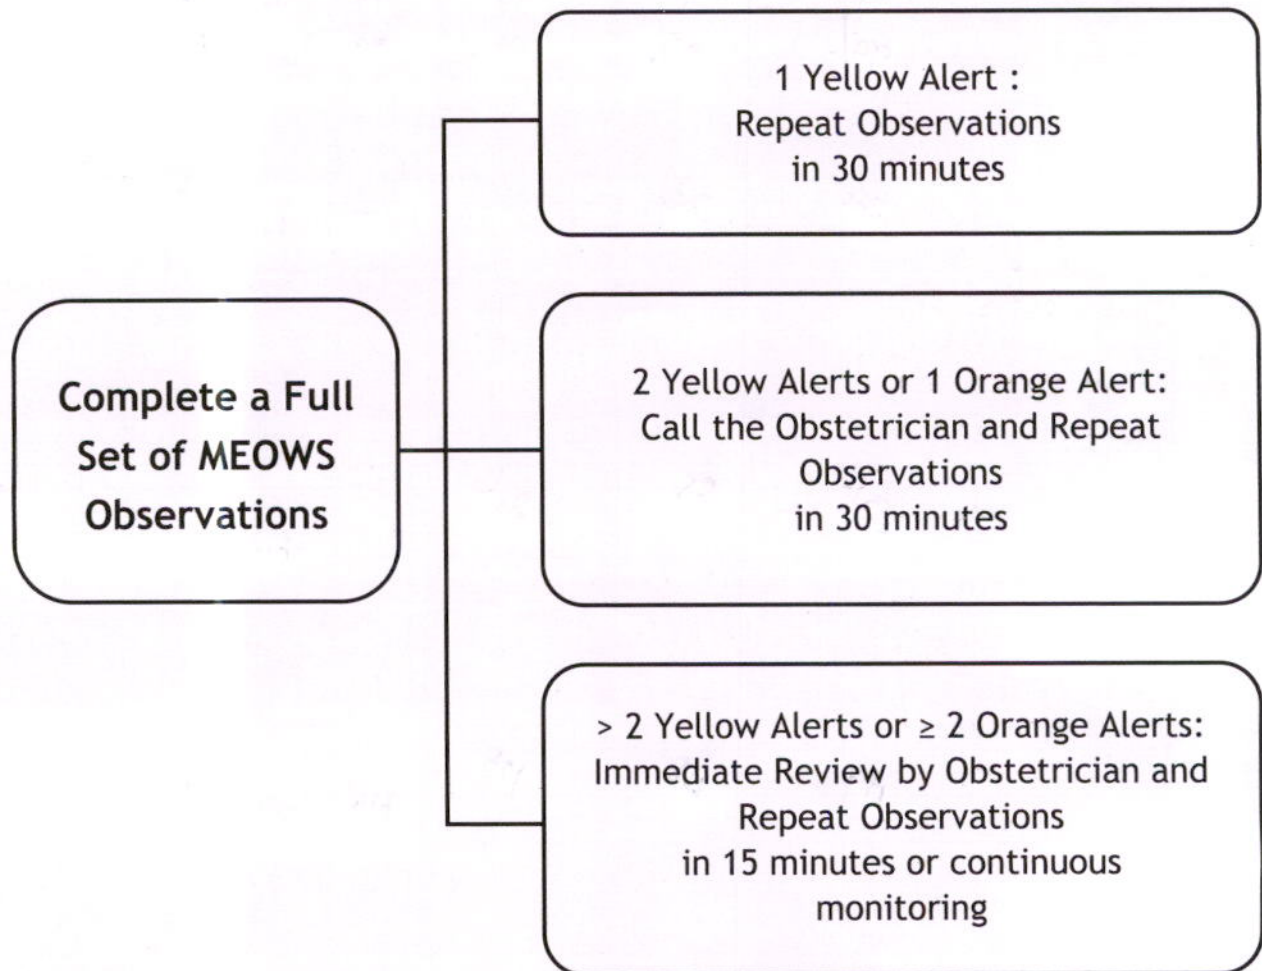 1 Yellow Alert :
Repeat Observations
in 30 minutes
Complete a Full
Set of MEOWS
Observations
2 Yellow Alerts or 1 Orange Alert:
Call the Obstetrician and Repeat
Observations
in 30 minutes
> 2 Yellow Alerts or ≥ 2 Orange Alerts:
Immediate Review by Obstetrician and
Repeat Observations
in 15 minutes or continuous
monitoring